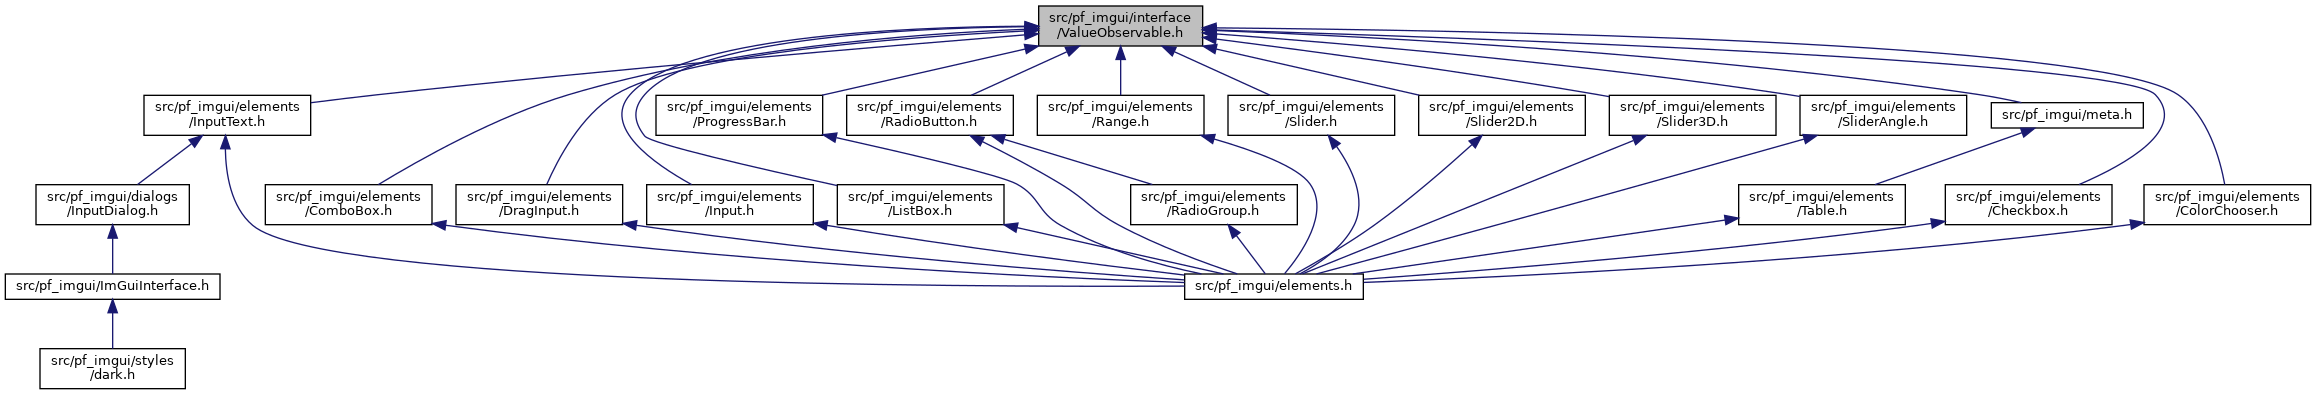 src/pf_imgui/interface
/ValueObservable.h
src/pf_imgui/elements
/InputText.h
src/pf_imgui/elements
/ProgressBar.h
src/pf_imgui/elements
/RadioButton.h
src/pf_imgui/elements
/Range.h
src/pf_imgui/elements
/Slider.h
src/pf_imgui/elements
/Slider2D.h
src/pf_imgui/elements
/Slider3D.h
src/pf_imgui/elements
/SliderAngle.h
src/pf_imgui/meta.h
src/pf_imgui/dialogs
/InputDialog.h
src/pf_imgui/elements
/ComboBox.h
src/pf_imgui/elements
/DragInput.h
src/pf_imgui/elements
/Input.h
src/pf_imgui/elements
/ListBox.h
src/pf_imgui/elements
/RadioGroup.h
src/pf_imgui/elements
/Table.h
src/pf_imgui/elements
/Checkbox.h
src/pf_imgui/elements
/ColorChooser.h
src/pf_imgui/ImGuiInterface.h
src/pf_imgui/elements.h
src/pf_imgui/styles
/dark.h